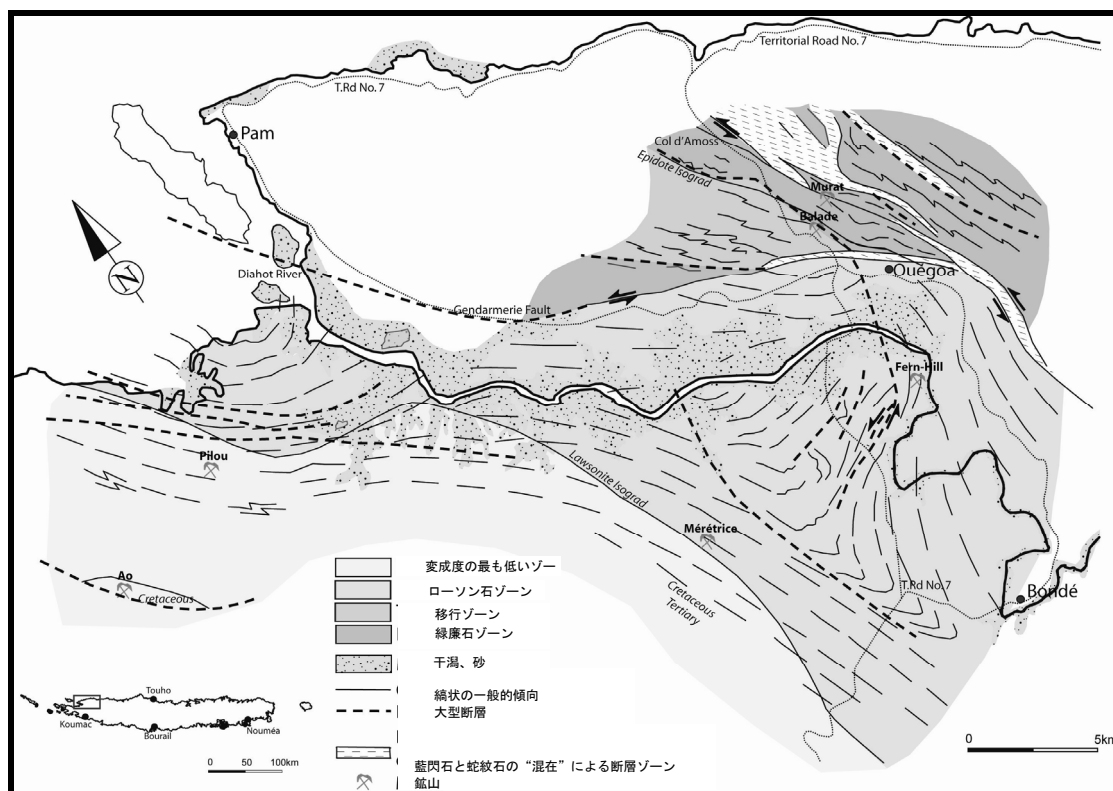 Territorial Road No. 7
T.Rd No. 7
Pam
Col d'Amoss
Epidote Isograd
Murat
Balade
N
Diahot River
Ouégoa
Gendarmerie Fault
Fern-Hill
Pilou
Lawsonite Isograd
Mérétrice
Ao
Cretaceous
Cretaceous
Tertiary
T.Rd No. 7
Bondé
変成度の最も低いゾー
ローソン石ゾーン
移行ゾーン
緑廉石ゾーン
干潟、砂
縞状の一般的傾向
大型断層
藍閃石と蛇紋石の“混在”による断層ゾーン
鉱山
Touho
Koumac
Bourail
Nouméa
0 50 100km
0 5km